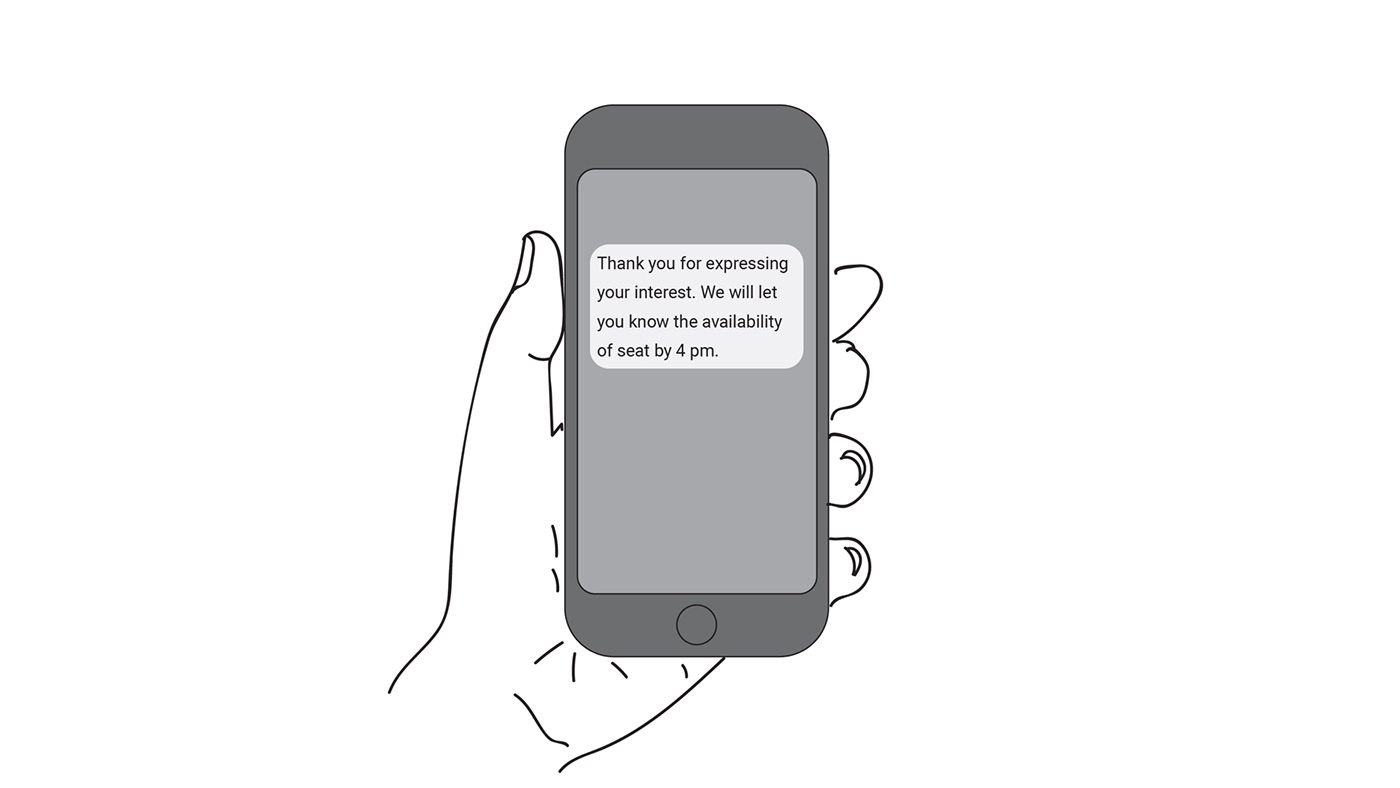 Thank you for expressing
your interest. We will let
you know the availability
of seat by 4 pm.